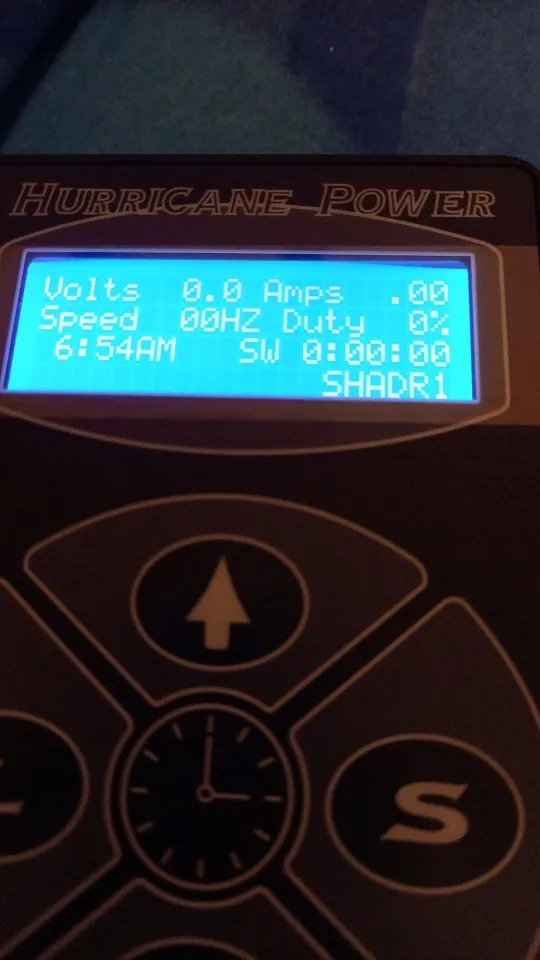 HURRICANE POWER
Volts 0.0 Amps .00
Speed 00HZ Duty 0%
6:54AM SW 0:00:00
SHADR1
L S